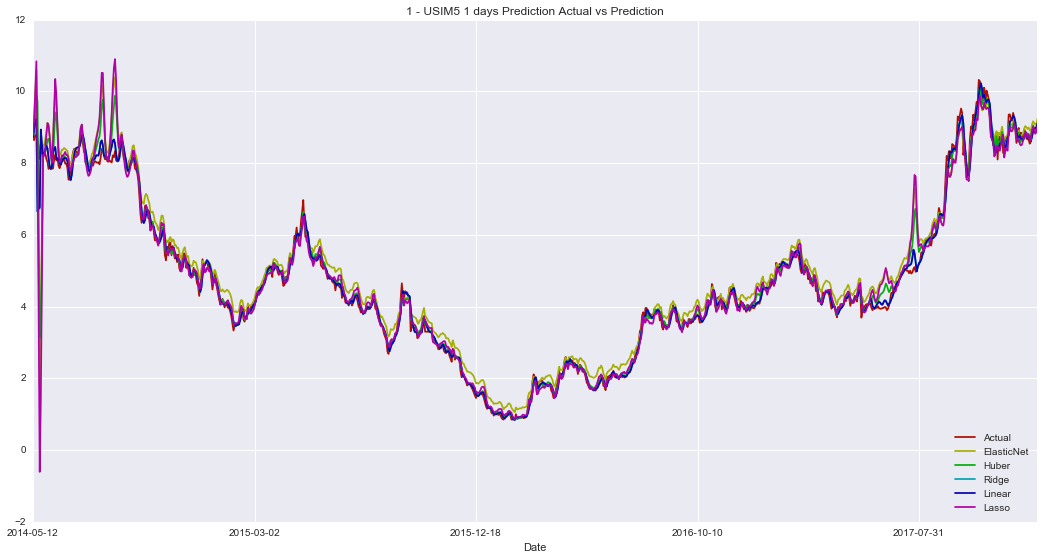 1 - USIM5 1 days Prediction Actual vs Prediction
12
10
8
6
4
2
0
−2
2014-05-12
2015-03-02
2015-12-18
2016-10-10
2017-07-31
Date
Actual
ElasticNet
Huber
Ridge
Linear
Lasso